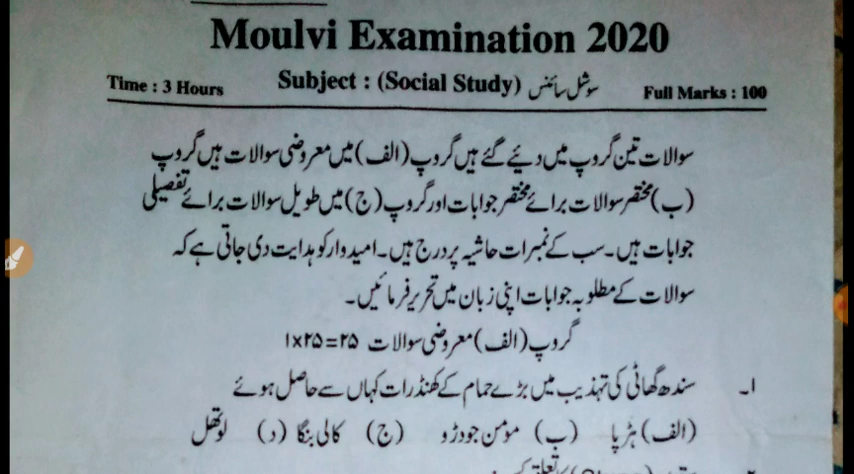 Moulvi Examination 2020
Time : 3 Hours Subject : (Social Study) سوشل سائنس Full Marks : 100
سوالات تین گروپ میں دیئے گئے ہیں گروپ (الف) میں معروضی سوالات ہیں گروپ
(ب) مختصر سوالات برائے مختصر جوابات اور گروپ (ج) میں طویل سوالات برائے تفصیلی
جوابات ہیں۔ سب کے نمبرات حاشیہ پر درج ہیں۔ امیدوار کو ہدایت دی جاتی ہے کہ
سوالات کے مطلوبہ جوابات اپنی زبان میں تحریر فرمائیں۔
گروپ (الف) معروضی سوالات ۲۵=۲۵×۱
۱۔ سندھ گھاٹی کی تہذیب میں بڑے حمام کے کھنڈرات کہاں سے حاصل ہوئے
(الف) ہڑپا (ب) مومن جودڑو (ج) کالی بنگا (د) لوتھل